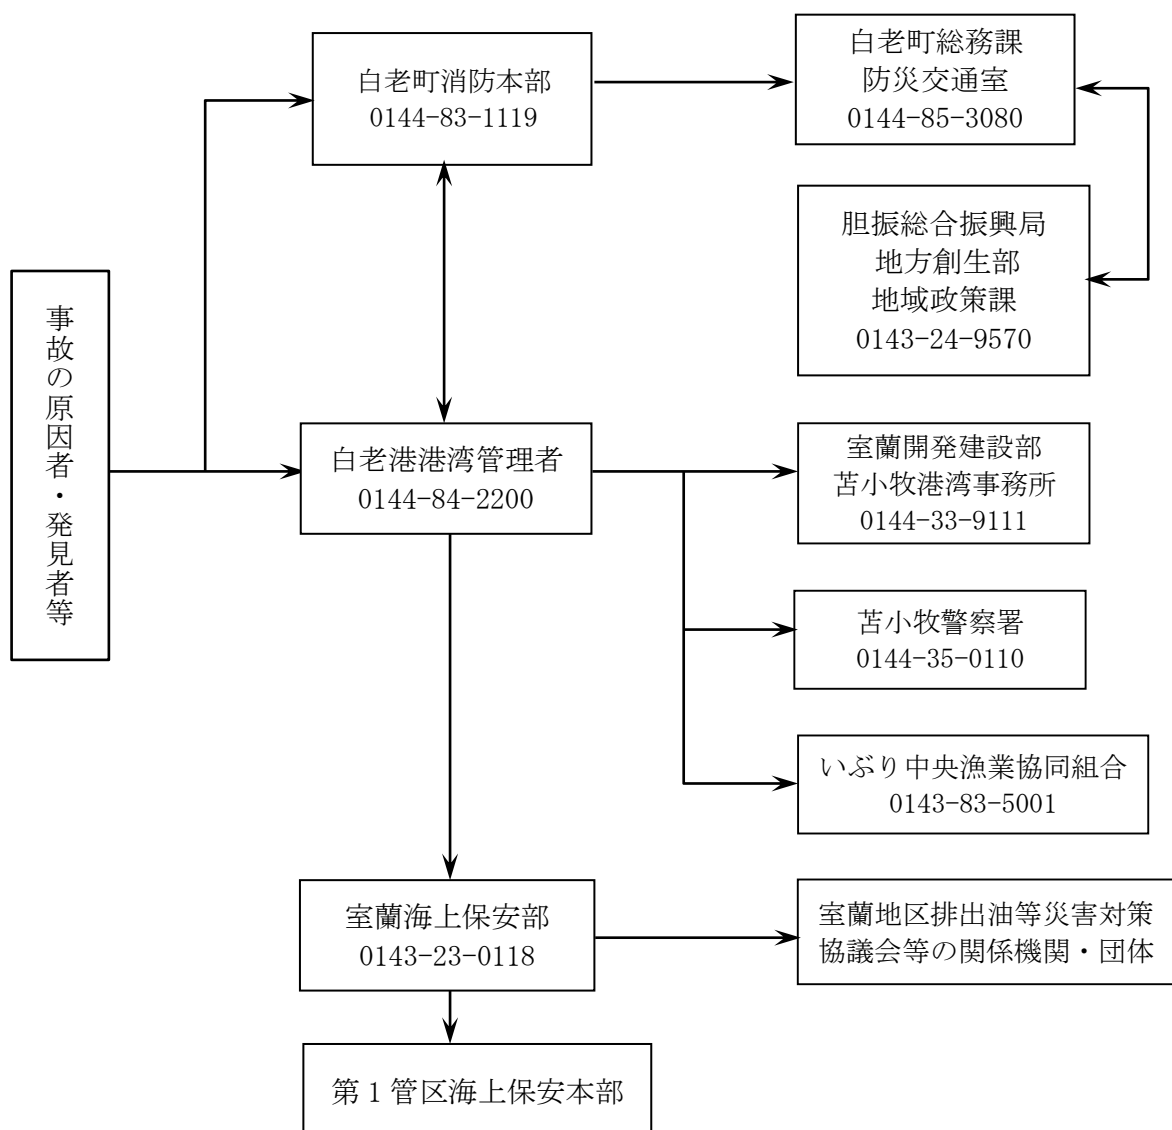 白老町消防本部
0144-83-1119
白老町総務課
防災交通室
0144-85-3080
胆振総合振興局
地方創生部
地域政策課
0143-24-9570
事故の原因者・発見者等
白老港港湾管理者
0144-84-2200
室蘭開発建設部
苫小牧港湾事務所
0144-33-9111
苫小牧警察署
0144-35-0110
いぶり中央漁業協同組合
0143-83-5001
室蘭海上保安部
0143-23-0118
室蘭地区排出油等災害対策
協議会等の関係機関・団体
第1管区海上保安本部